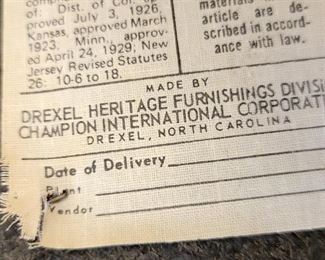 of Dist. of Col. ap-
proved July 3, 1926,
Kansas, approved March
1923, Minn., approv-
ed April 24, 1929; New
Jersey Revised Statutes
26: 10-6 to 18.
materials
article are de-
scribed in accord-
ance with law.
MADE BY
DREXEL HERITAGE FURNISHINGS DIVISI
CHAMPION INTERNATIONAL CORPORAT
DREXEL, NORTH CAROLINA
Date of Delivery
Plant
Vendor